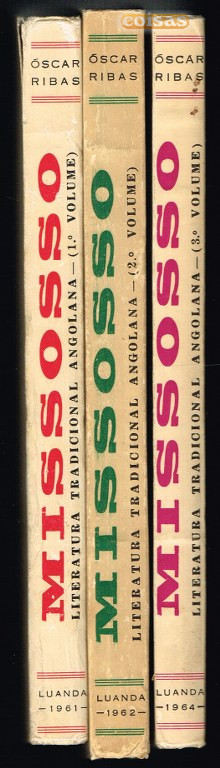 coisas
ÓSCAR
RIBAS
MISSOSSO
LITERATURA TRADICIONAL ANGOLANA—(1.º VOLUME)
LUANDA
—1961—
ÓSCAR
RIBAS
MISSOSSO
LITERATURA TRADICIONAL ANGOLANA—(2.º VOLUME)
LUANDA
—1962—
ÓSCAR
RIBAS
MISSOSSO
LITERATURA TRADICIONAL ANGOLANA—(3.º VOLUME)
LUANDA
—1964—